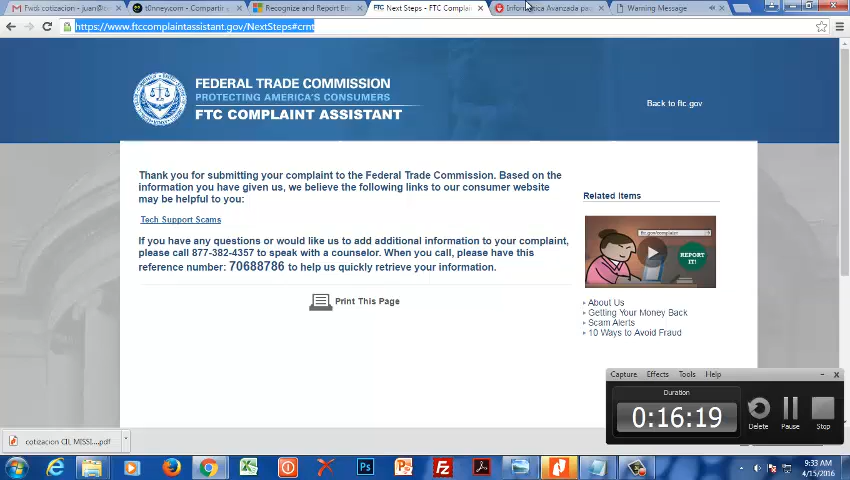 Fwd: cotizacion - juan@
t0nney.com - Compartir
Recognize and Report Em
Next Steps - FTC Complai
Informática Avanzada pa
Warning Message
https://www.ftccomplaintassistant.gov/NextSteps#crnt
FEDERAL TRADE COMMISSION
PROTECTING AMERICA'S CONSUMERS
FTC COMPLAINT ASSISTANT
Back to ftc.gov
Thank you for submitting your complaint to the Federal Trade Commission. Based on the
information you have given us, we believe the following links to our consumer website
may be helpful to you:
Tech Support Scams
If you have any questions or would like us to add additional information to your complaint,
please call 877-382-4357 to speak with a counselor. When you call, please have this
reference number: 70688786 to help us quickly retrieve your information.
Print This Page
Related Items
ftc.gov/complaint
REPORT
IT!
About Us
Getting Your Money Back
Scam Alerts
10 Ways to Avoid Fraud
Capture Effects Tools Help
Duration
0:16:19
Delete Pause Stop
cotizacion CIL MISSI....pdf
9:33 AM
4/15/2016